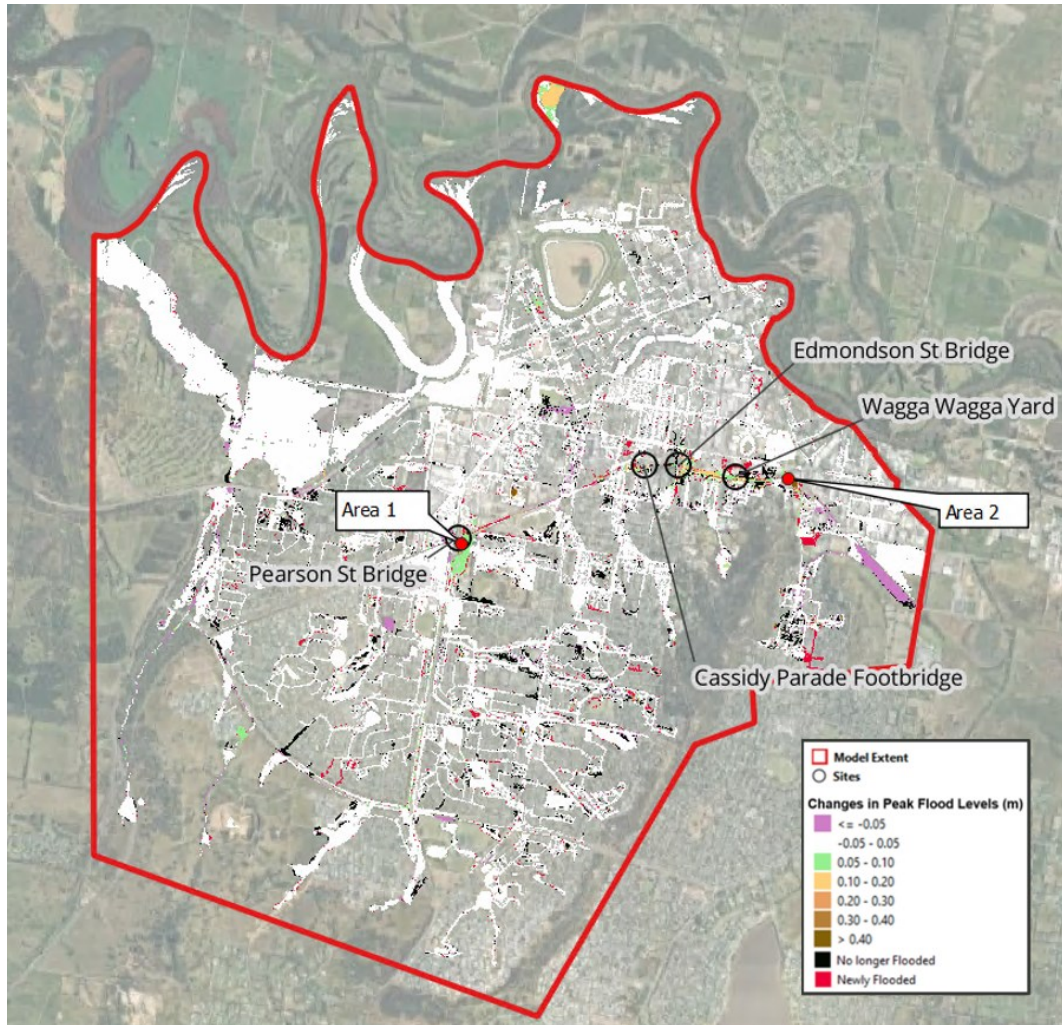 Edmondson St Bridge
Wagga Wagga Yard
Area 1
Area 2
Pearson St Bridge
Cassidy Parade Footbridge
Model Extent
Sites
Changes in Peak Flood Levels (m)
<= -0.05
-0.05 - 0.05
0.05 - 0.10
0.10 - 0.20
0.20 - 0.30
0.30 - 0.40
> 0.40
No longer Flooded
Newly Flooded